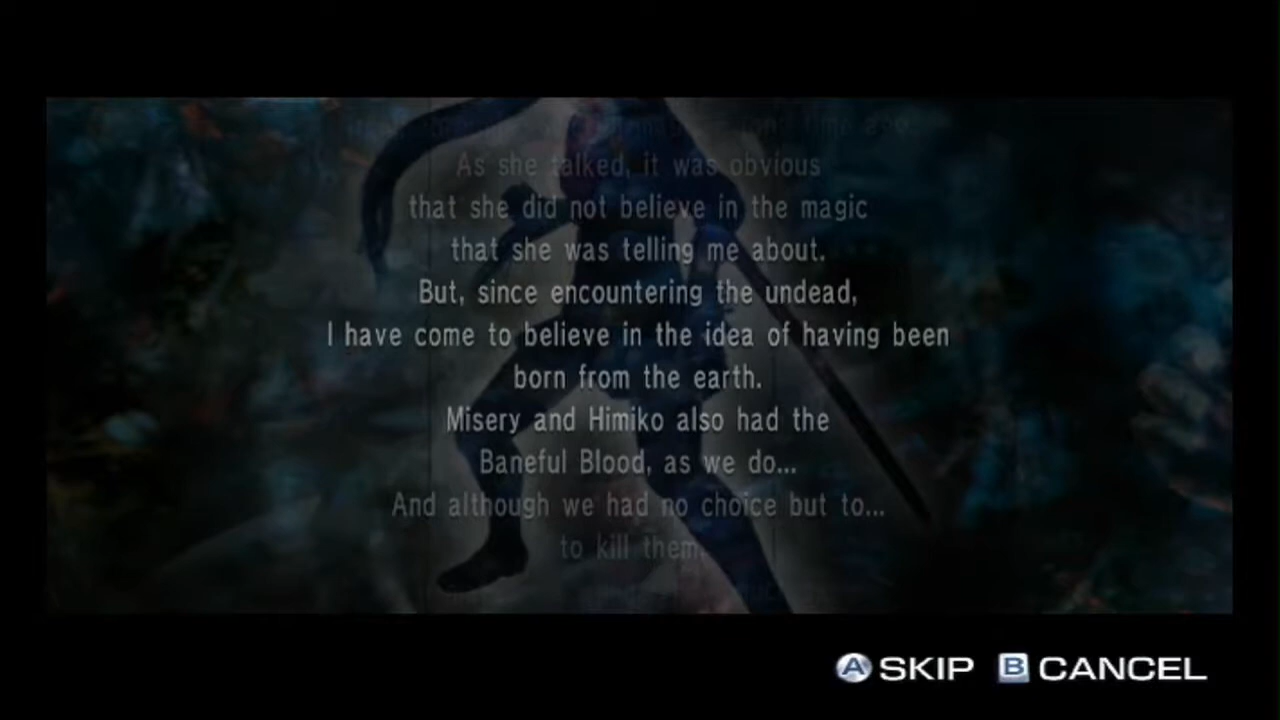 As she talked, it was obvious
that she did not believe in the magic
that she was telling me about.
But, since encountering the undead,
I have come to believe in the idea of having been
born from the earth.
Misery and Himiko also had the
Baneful Blood, as we do...
And although we had no choice but to...
to kill them.
A SKIP B CANCEL